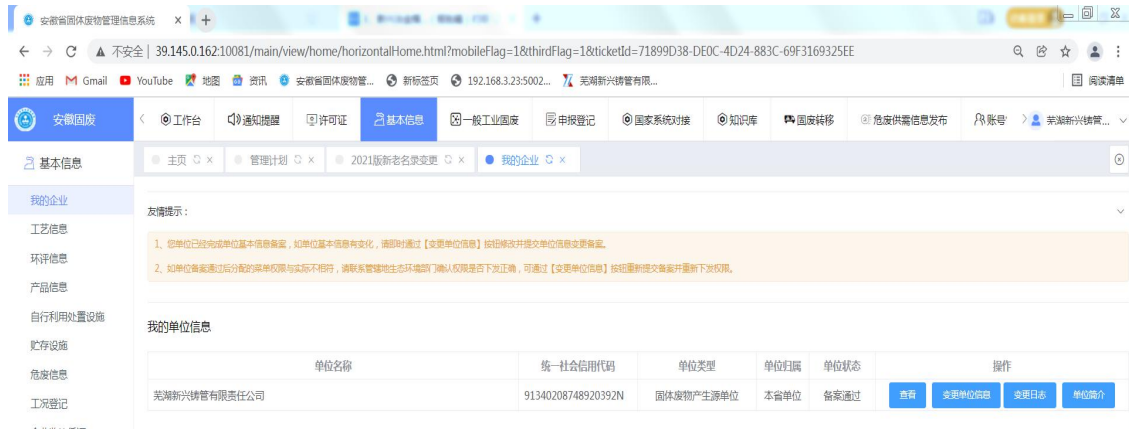 安徽省固体废物管理信息系统
不安全 | 39.145.0.162:10081/main/view/home/horizontalHome.html?mobileFlag=1&thirdFlag=1&ticketId=71899D38-DE0C-4D24-883C-69F3169325EE
应用 Gmail YouTube 地图 资讯 安徽省固体废物管... 新标签页 192.168.3.23:5002... 芜湖新兴铸管有限... 阅读清单
安徽固废 工作台 通知提醒 许可证 基本信息 一般工业固废 申报登记 国家系统对接 知识库 固废转移 危废供需信息发布 账号 芜湖新兴铸管...
基本信息 主页 管理计划 2021版新老名录变更 我的企业
我的企业
工艺信息
环评信息
产品信息
自行利用处置设施
贮存设施
危废信息
工况登记
友情提示：
1、您单位已经完成单位基本信息备案，如单位基本信息有变化，请即时通过【变更单位信息】按钮修改并提交单位信息变更备案。
2、如单位备案通过后分配的菜单权限与实际不相符，请联系管辖地生态环境部门确认权限是否下发正确，可通过【变更单位信息】按钮重新提交备案并重新下发权限。
我的单位信息
单位名称 统一社会信用代码 单位类型 单位归属 单位状态 操作
芜湖新兴铸管有限责任公司 91340208748920392N 固体废物产生源单位 本省单位 备案通过 查看 变更单位信息 变更日志 单位简介